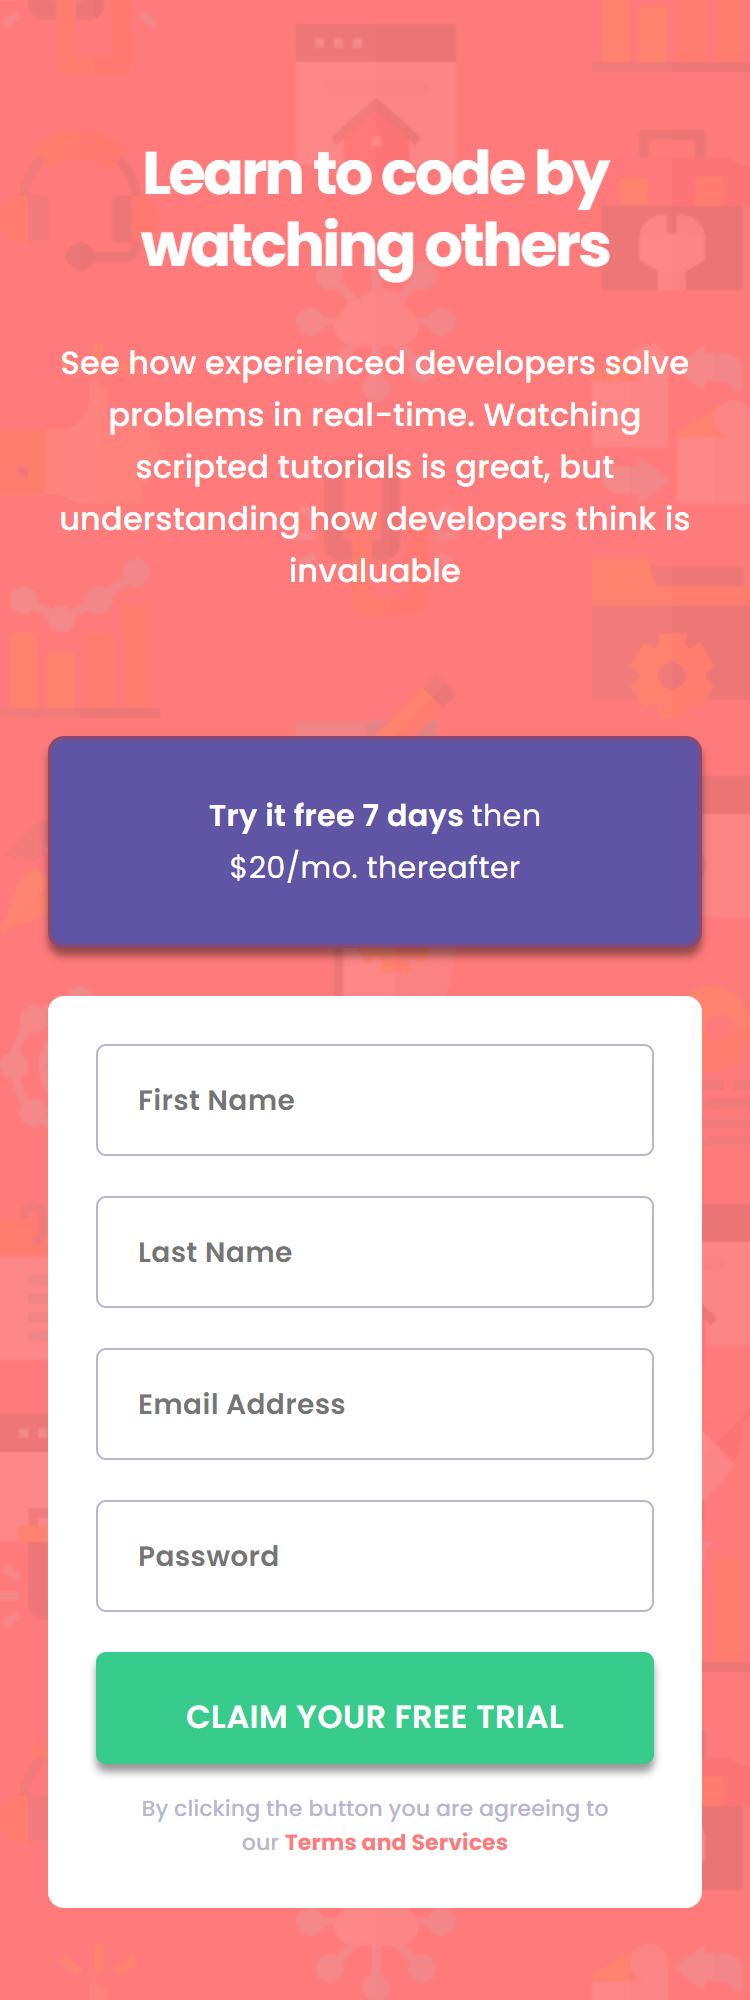 Learn to code by
watching others
See how experienced developers solve
problems in real-time. Watching
scripted tutorials is great, but
understanding how developers think is
invaluable
Try it free 7 days then
$20/mo. thereafter
First Name
Last Name
Email Address
Password
CLAIM YOUR FREE TRIAL
By clicking the button you are agreeing to
our Terms and Services